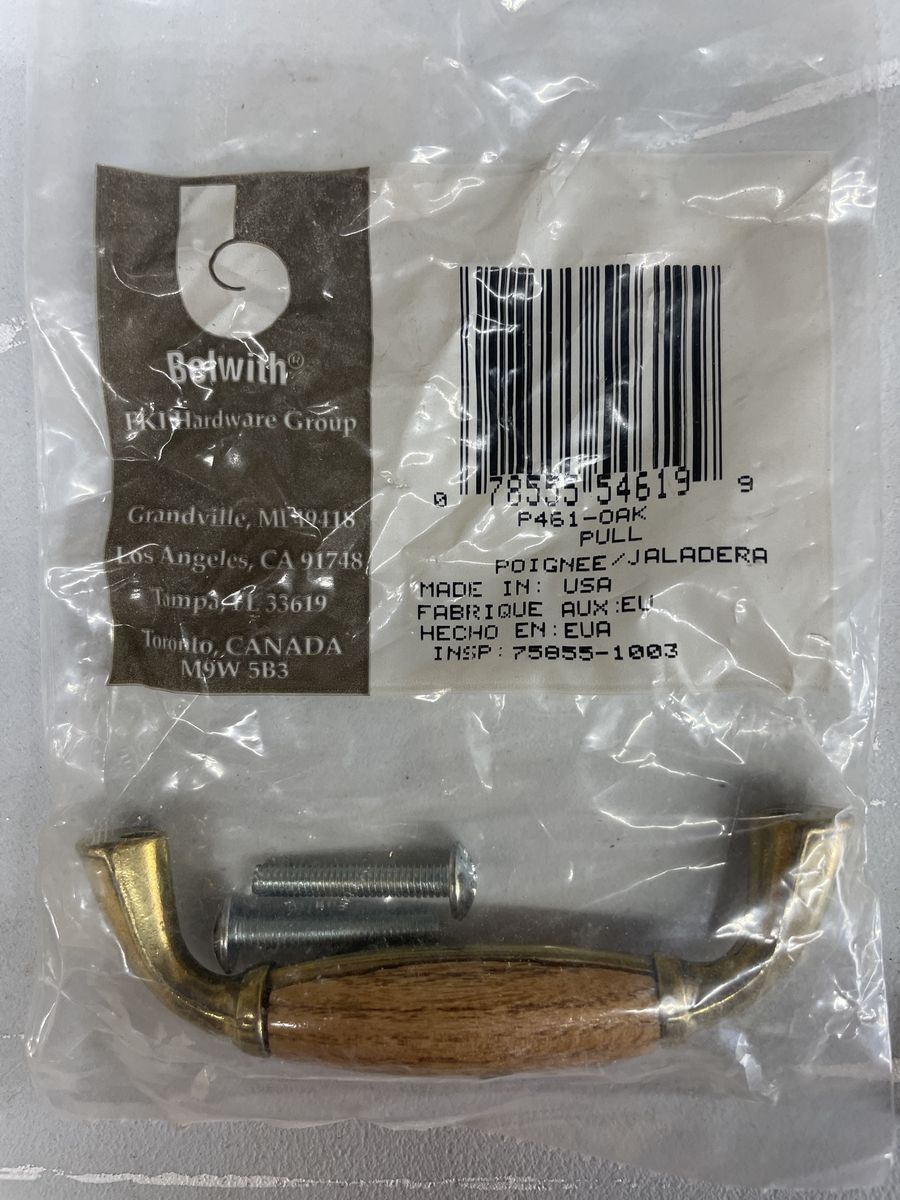 Belwith®
FKI Hardware Group
Grandville, MI 49418
Los Angeles, CA 91748
Tampa, FL 33619
Toronto, CANADA
M9W 5B3
0 78555 54619 9
P461-OAK
PULL
POIGNEE/JALADERA
MADE IN: USA
FABRIQUE AUX:EU
HECHO EN:EUA
INSP:75855-1003